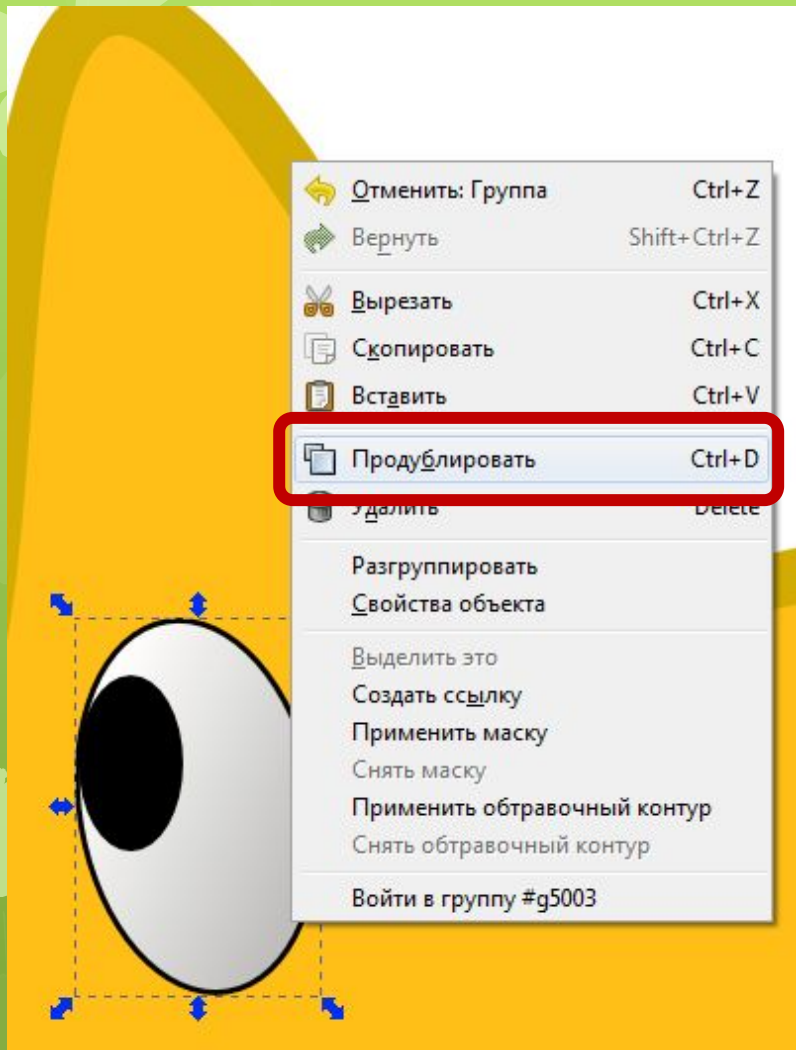 Отменить: Группа Ctrl+Z
Вернуть Shift+Ctrl+Z
Вырезать Ctrl+X
Скопировать Ctrl+C
Вставить Ctrl+V
Продублировать Ctrl+D
Удалить Delete
Разгруппировать
Свойства объекта
Выделить это
Создать ссылку
Применить маску
Снять маску
Применить обтравочный контур
Снять обтравочный контур
Войти в группу #g5003